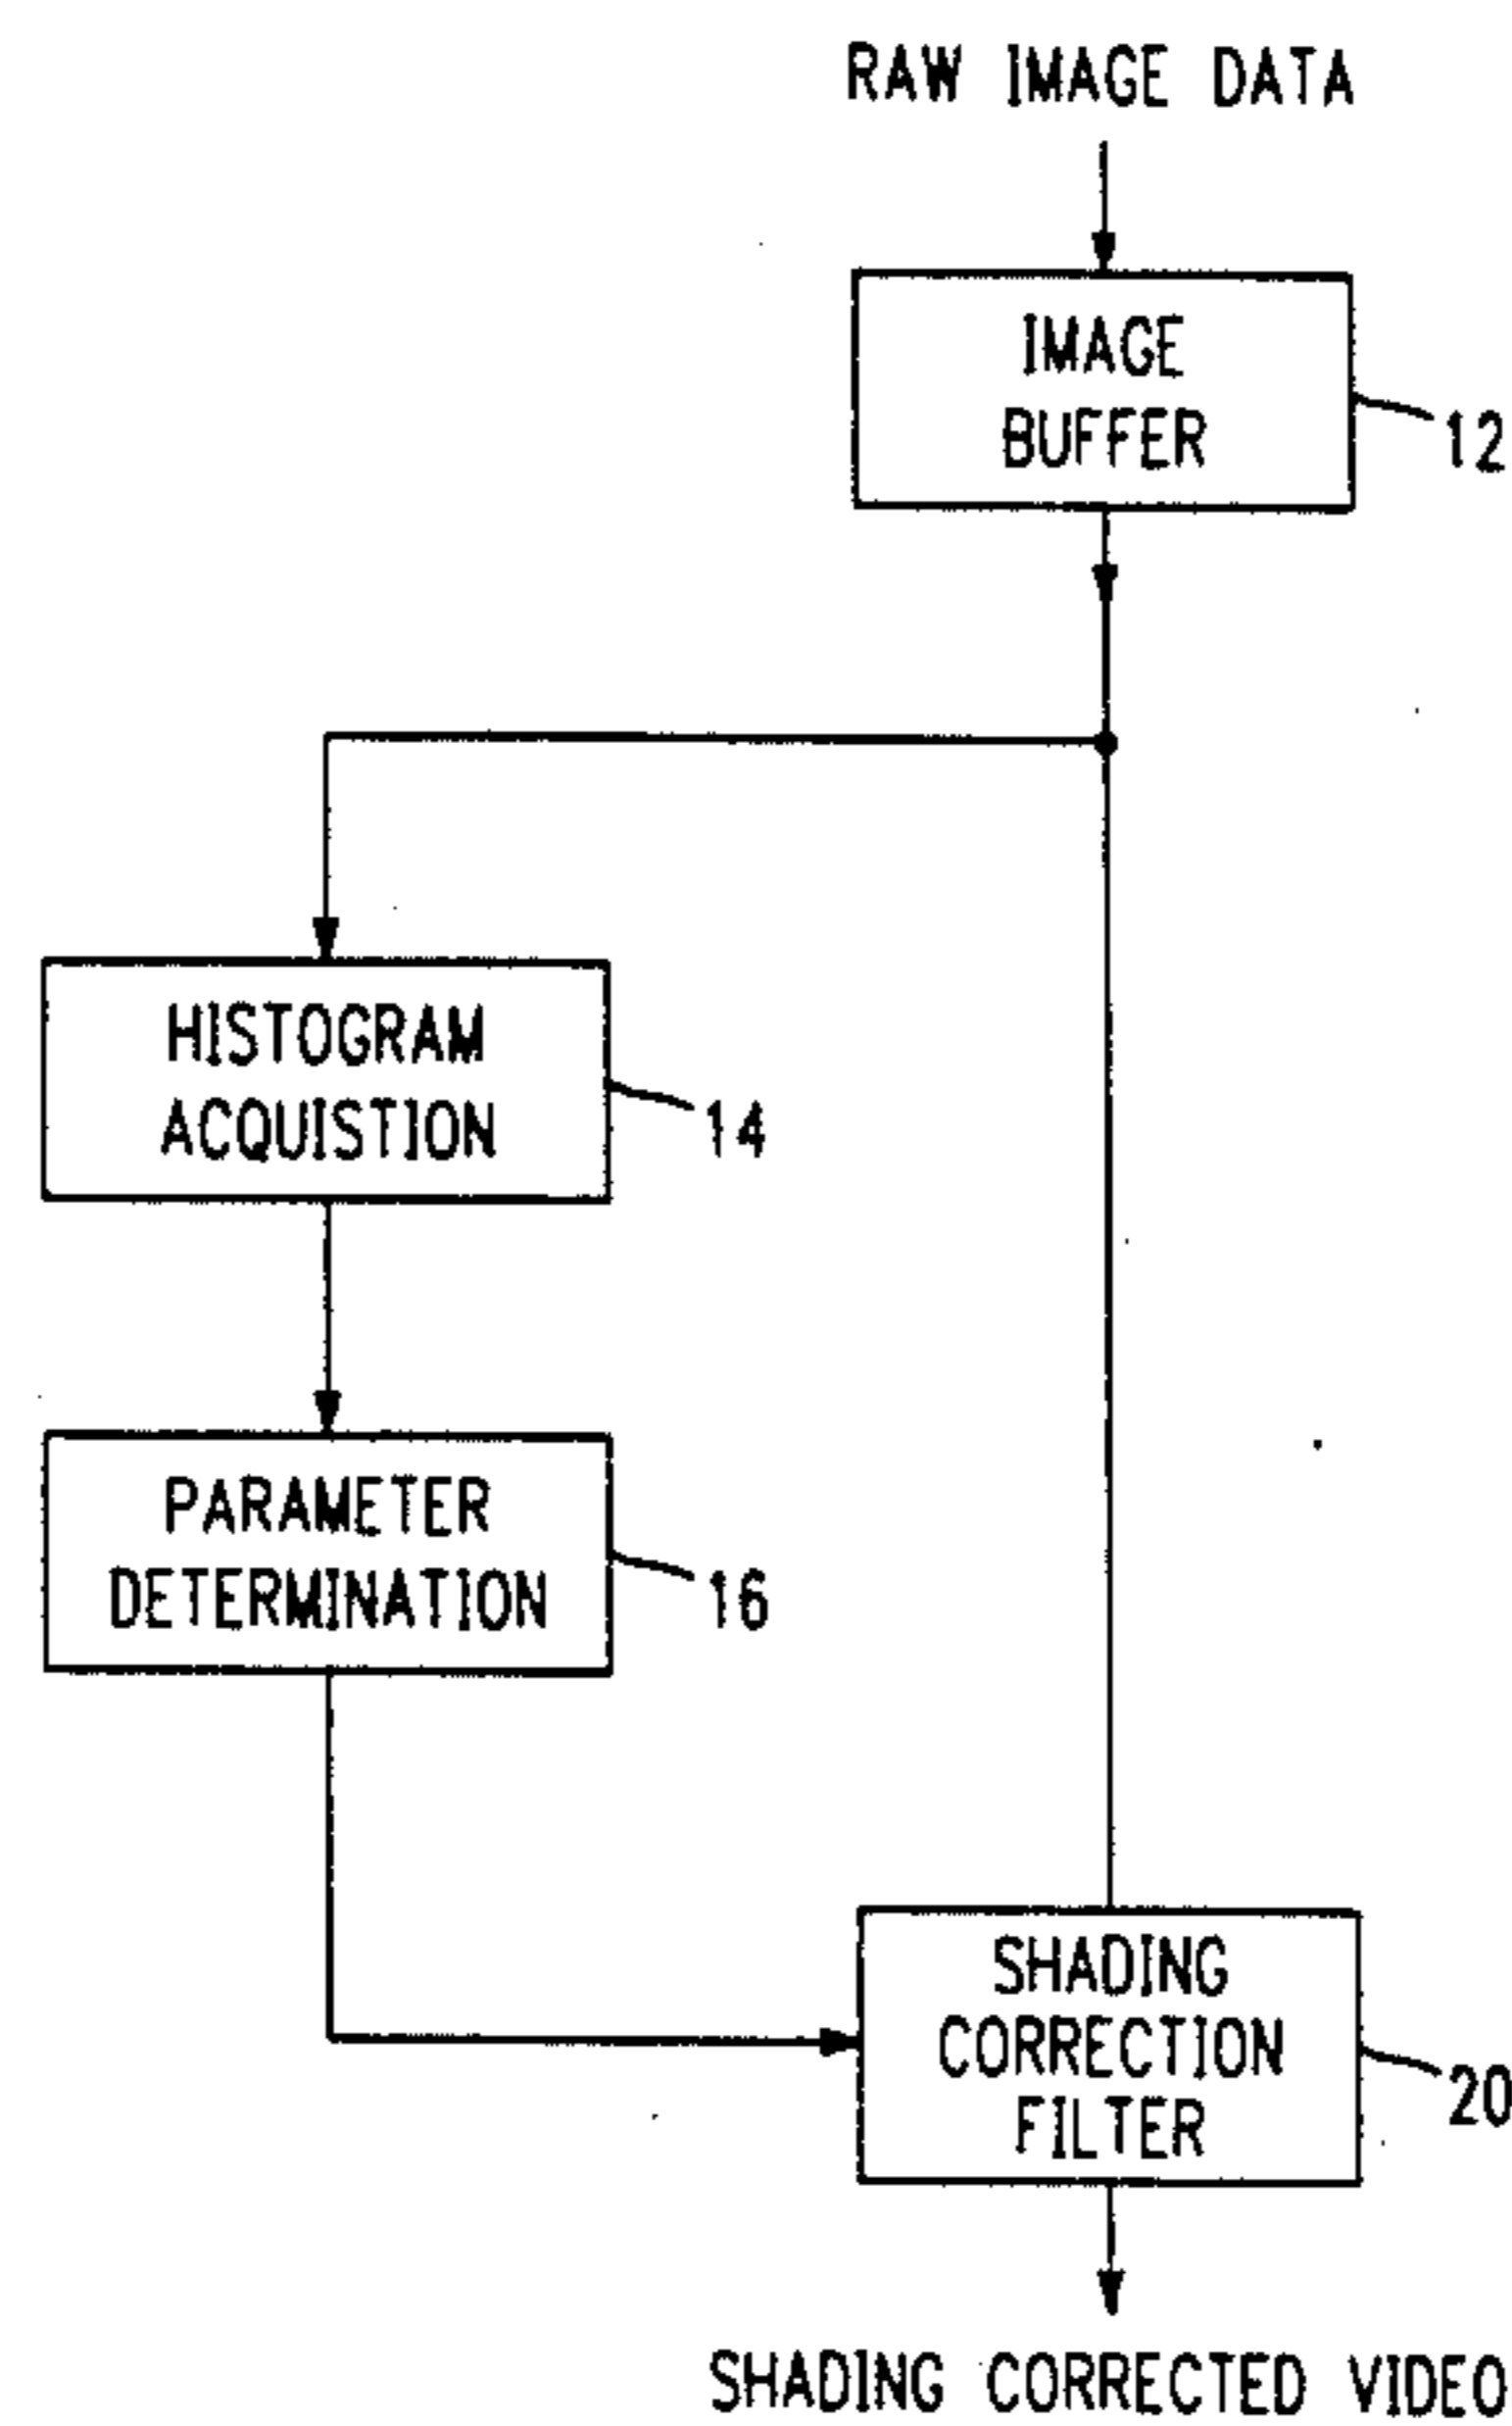 RAW IMAGE DATA
IMAGE
BUFFER
12
HISTOGRAM
ACQUISTION
14
PARAMETER
DETERMINATION
16
SHADING
CORRECTION
FILTER
20
SHADING CORRECTED VIDEO